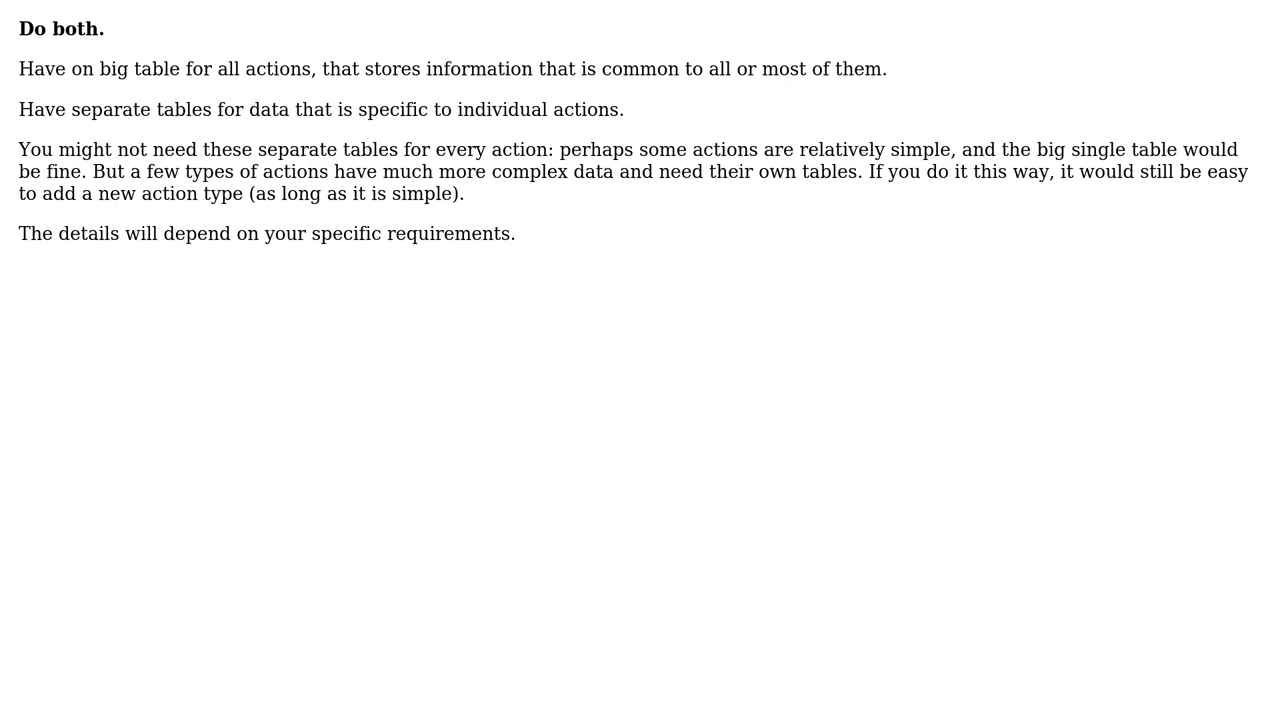 Do both.
Have on big table for all actions, that stores information that is common to all or most of them.
Have separate tables for data that is specific to individual actions.
You might not need these separate tables for every action: perhaps some actions are relatively simple, and the big single table would
be fine. But a few types of actions have much more complex data and need their own tables. If you do it this way, it would still be easy
to add a new action type (as long as it is simple).
The details will depend on your specific requirements.